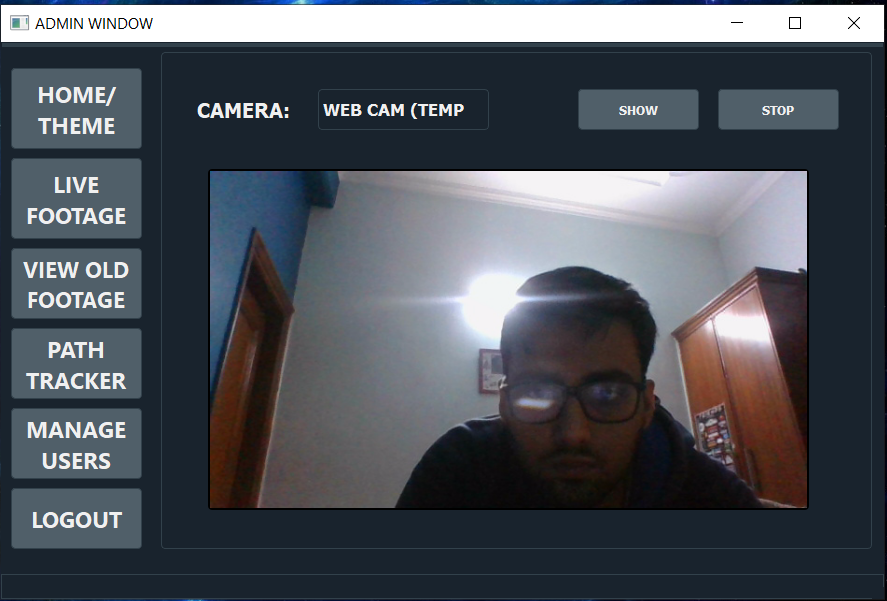 ADMIN WINDOW
HOME/
THEME
LIVE
FOOTAGE
VIEW OLD
FOOTAGE
PATH
TRACKER
MANAGE
USERS
LOGOUT
CAMERA:
WEB CAM (TEMP
SHOW
STOP